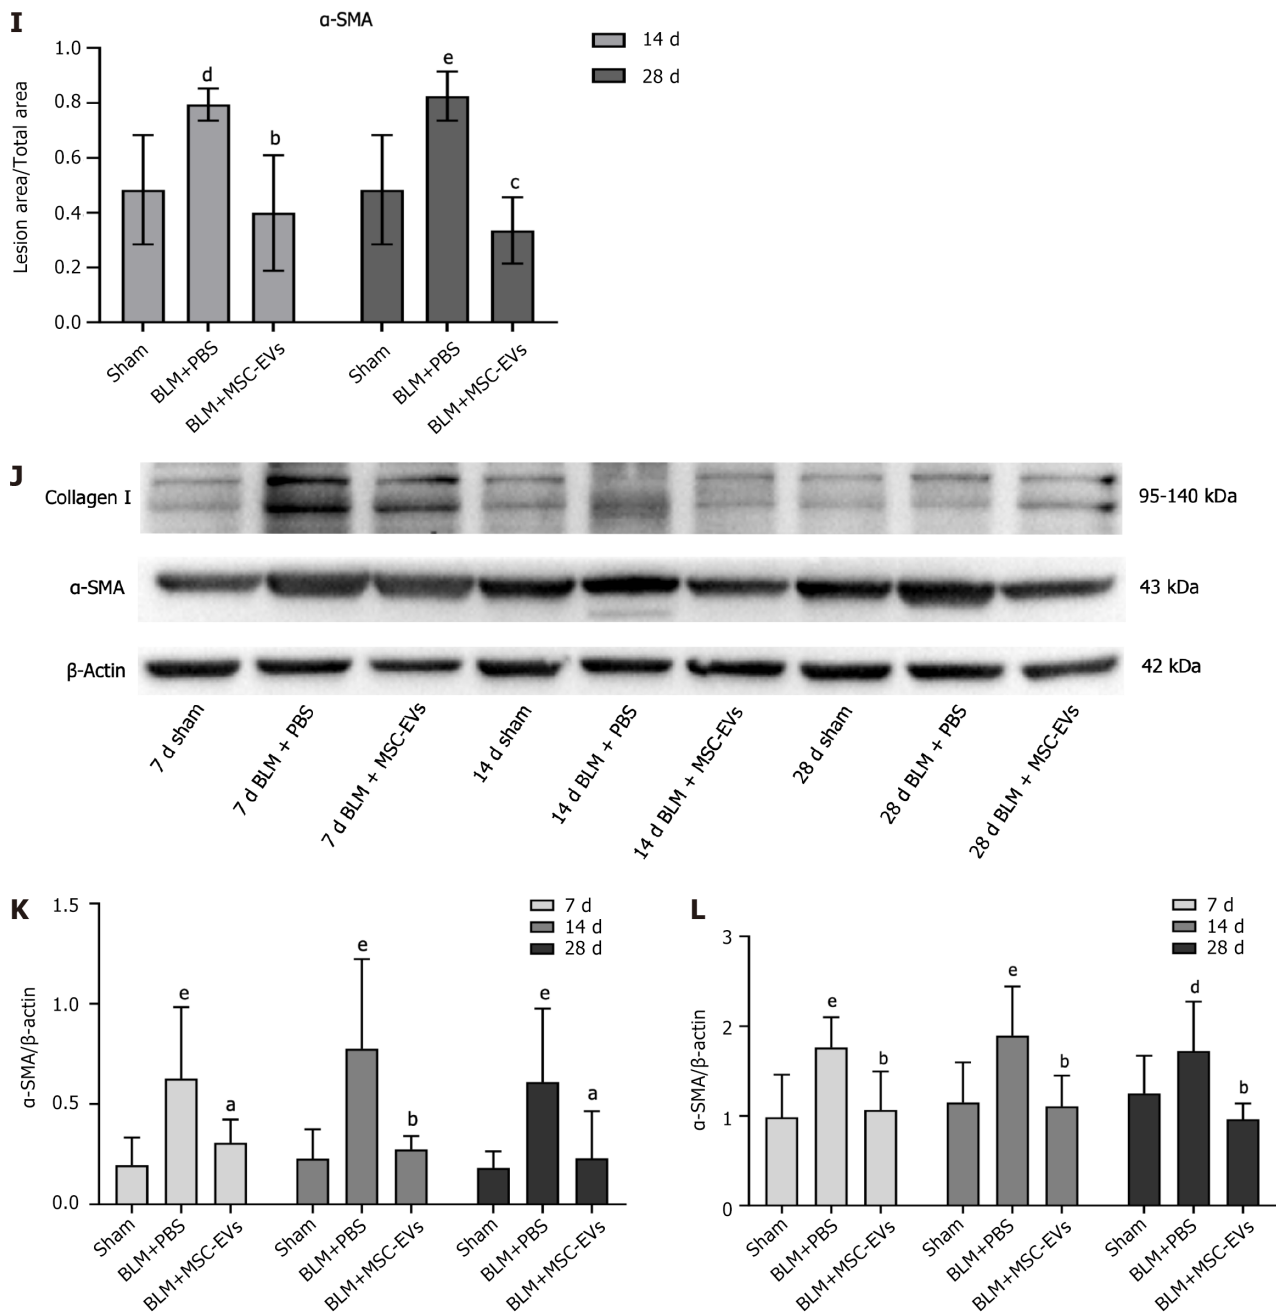 I
α-SMA
14 d
28 d
Lesion area/Total area
1.0
0.8
0.6
0.4
0.2
0.0
d
b
e
c
Sham
BLM+PBS
BLM+MSC-EVs
Sham
BLM+PBS
BLM+MSC-EVs
J
Collagen I
95-140 kDa
α-SMA
43 kDa
β-Actin
42 kDa
7 d sham
7 d BLM + PBS
7 d BLM + MSC-EVs
14 d sham
14 d BLM + PBS
14 d BLM + MSC-EVs
28 d sham
28 d BLM + PBS
28 d BLM + MSC-EVs
K
7 d
14 d
28 d
α-SMA/β-actin
1.5
1.0
0.5
0.0
e
a
e
b
e
a
Sham
BLM+PBS
BLM+MSC-EVs
Sham
BLM+PBS
BLM+MSC-EVs
Sham
BLM+PBS
BLM+MSC-EVs
L
7 d
14 d
28 d
α-SMA/β-actin
3
2
1
0
e
b
e
b
d
b
Sham
BLM+PBS
BLM+MSC-EVs
Sham
BLM+PBS
BLM+MSC-EVs
Sham
BLM+PBS
BLM+MSC-EVs